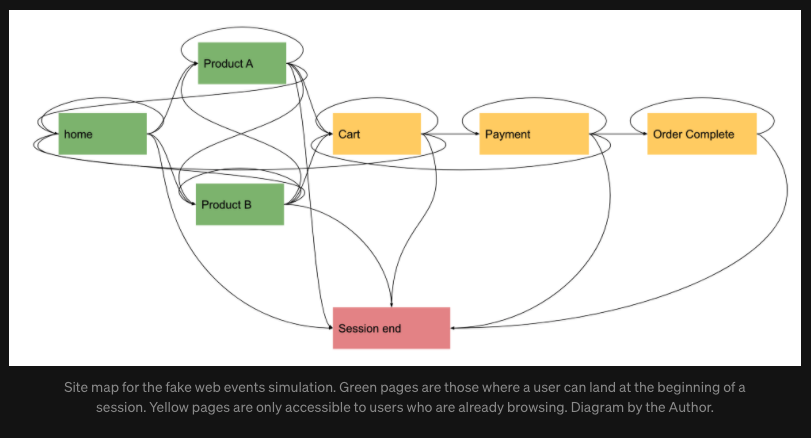 Product A
home
Cart
Payment
Order Complete
Product B
Session end
Site map for the fake web events simulation. Green pages are those where a user can land at the beginning of a
session. Yellow pages are only accessible to users who are already browsing. Diagram by the Author.